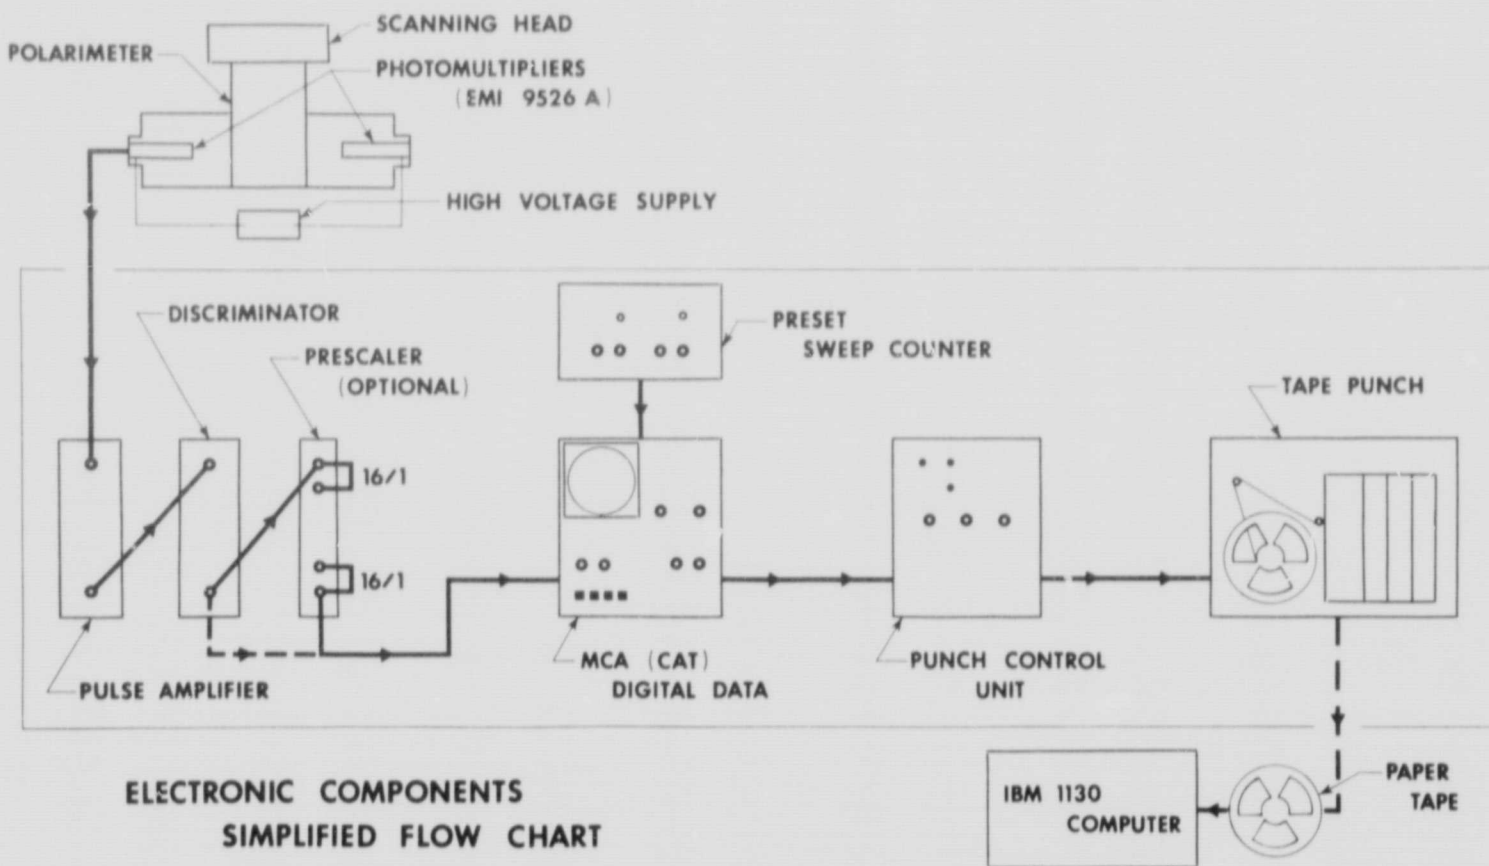 SCANNING HEAD
POLARIMETER
PHOTOMULTIPLIERS
(EMI 9526 A)
HIGH VOLTAGE SUPPLY
DISCRIMINATOR
PRESCALER
(OPTIONAL)
PRESET
SWEEP COUNTER
TAPE PUNCH
16/1
16/1
MCA (CAT)
DIGITAL DATA
PUNCH CONTROL
UNIT
PULSE AMPLIFIER
ELECTRONIC COMPONENTS
SIMPLIFIED FLOW CHART
IBM 1130
COMPUTER
PAPER
TAPE